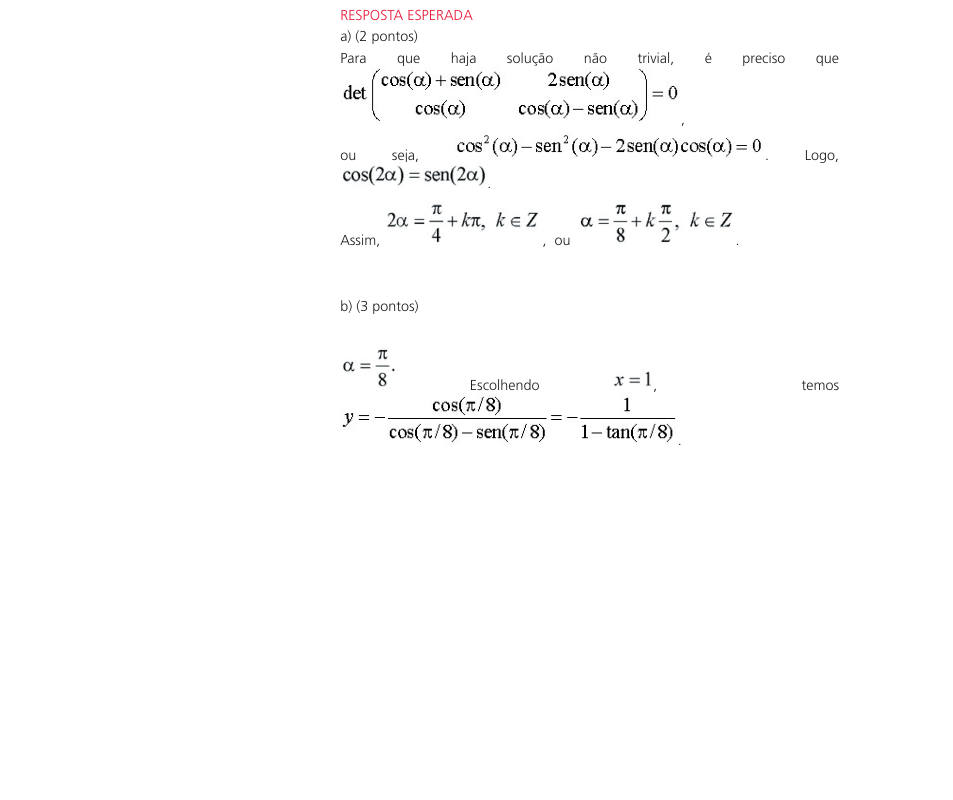 RESPOSTA ESPERADA
a) (2 pontos)
Para que haja solução não trivial, é preciso que
det ( cos(α) + sen(α) 2sen(α)
cos(α) cos(α) − sen(α) ) = 0 ,
ou seja, cos²(α) − sen²(α) − 2sen(α)cos(α) = 0 . Logo,
cos(2α) = sen(2α) .
Assim, 2α = π/4 + kπ, k ∈ Z , ou α = π/8 + k π/2, k ∈ Z .
b) (3 pontos)
α = π/8. Escolhendo x = 1, temos
y = − cos(π/8) / (cos(π/8) − sen(π/8)) = − 1 / (1 − tan(π/8)) .